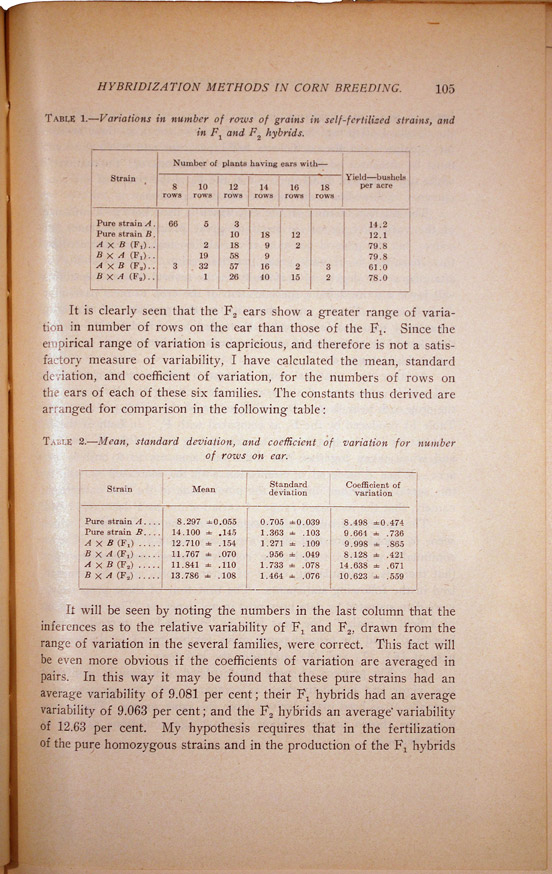 HYBRIDIZATION METHODS IN CORN BREEDING. 105
TABLE 1.—Variations in number of rows of grains in self-fertilized strains, and
in F₁ and F₂ hybrids.
Strain
Number of plants having ears with—
Yield—bushels
per acre
8 rows 10 rows 12 rows 14 rows 16 rows 18 rows
Pure strain A. 66 5 3 14.2
Pure strain B. 10 18 12 12.1
A × B (F₁).. 2 18 9 2 79.8
B × A (F₁).. 19 58 9 79.8
A × B (F₂).. 3 32 57 16 2 3 61.0
B × A (F₂).. 1 26 40 15 2 78.0
It is clearly seen that the F₂ ears show a greater range of varia-
tion in number of rows on the ear than those of the F₁. Since the
empirical range of variation is capricious, and therefore is not a satis-
factory measure of variability, I have calculated the mean, standard
deviation, and coefficient of variation, for the numbers of rows on
the ears of each of these six families. The constants thus derived are
arranged for comparison in the following table:
TABLE 2.—Mean, standard deviation, and coefficient of variation for number
of rows on ear.
Strain Mean Standard deviation Coefficient of variation
Pure strain A.... 8.297 ±0.055 0.705 ±0.039 8.498 ±0.474
Pure strain B.... 14.100 ± .145 1.363 ± .103 9.664 ± .736
A × B (F₁) ..... 12.710 ± .154 1.271 ± .109 9.998 ± .865
B × A (F₁) ..... 11.767 ± .070 .956 ± .049 8.128 ± .421
A × B (F₂) ..... 11.841 ± .110 1.733 ± .078 14.638 ± .671
B × A (F₂) ..... 13.786 ± .108 1.464 ± .076 10.623 ± .559
It will be seen by noting the numbers in the last column that the
inferences as to the relative variability of F₁ and F₂, drawn from the
range of variation in the several families, were correct. This fact will
be even more obvious if the coefficients of variation are averaged in
pairs. In this way it may be found that these pure strains had an
average variability of 9.081 per cent; their F₁ hybrids had an average
variability of 9.063 per cent; and the F₂ hybrids an average variability
of 12.63 per cent. My hypothesis requires that in the fertilization
of the pure homozygous strains and in the production of the F₁ hybrids